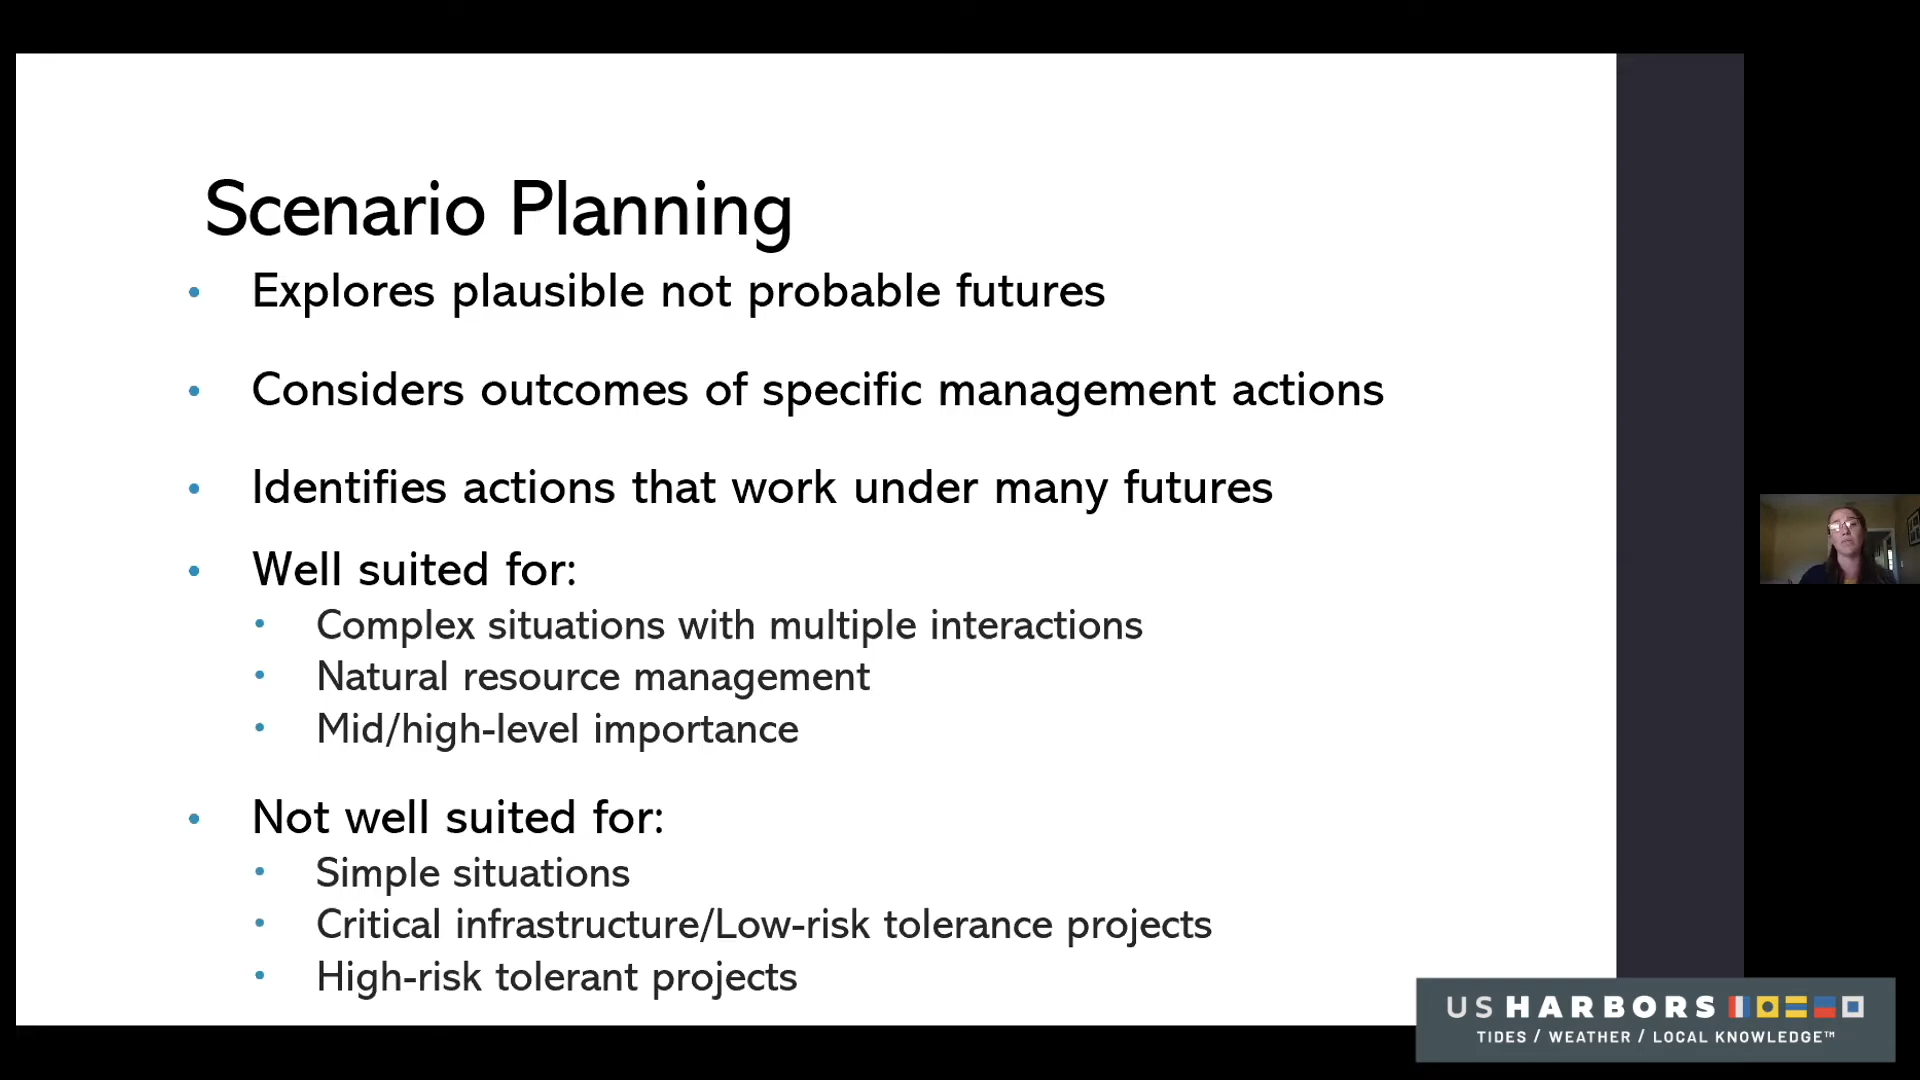 Scenario Planning
• Explores plausible not probable futures
• Considers outcomes of specific management actions
• Identifies actions that work under many futures
• Well suited for:
• Complex situations with multiple interactions
• Natural resource management
• Mid/high-level importance
• Not well suited for:
• Simple situations
• Critical infrastructure/Low-risk tolerance projects
• High-risk tolerant projects
US HARBORS
TIDES / WEATHER / LOCAL KNOWLEDGE™